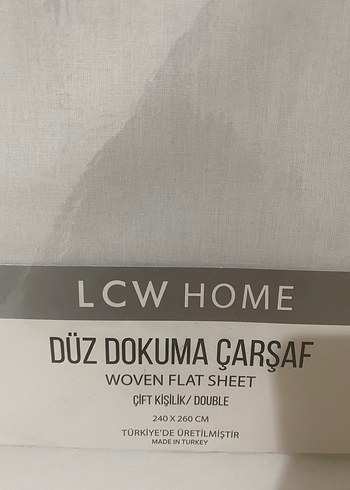 LCW HOME
DÜZ DOKUMA ÇARŞAF
WOVEN FLAT SHEET
ÇİFT KİŞİLİK/ DOUBLE
240 X 260 CM
TÜRKİYE'DE ÜRETİLMİŞTİR
MADE IN TURKEY